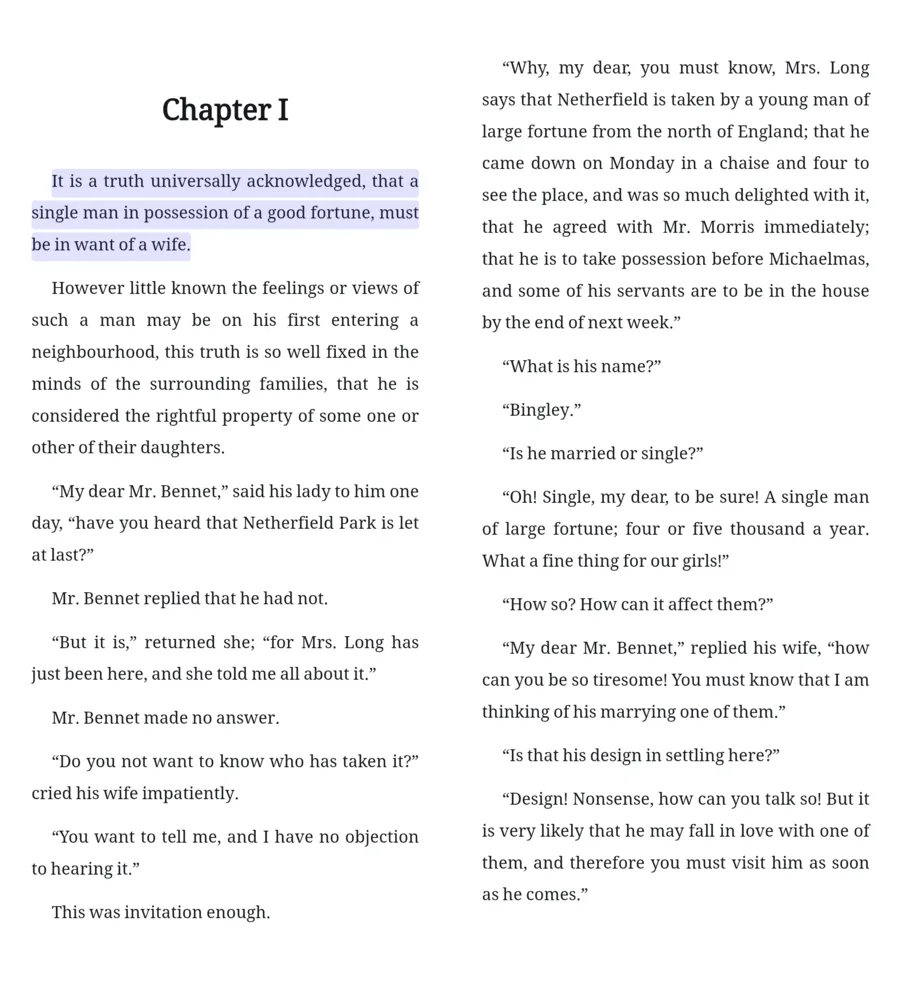 Chapter I
It is a truth universally acknowledged, that a
single man in possession of a good fortune, must
be in want of a wife.
However little known the feelings or views of
such a man may be on his first entering a
neighbourhood, this truth is so well fixed in the
minds of the surrounding families, that he is
considered the rightful property of some one or
other of their daughters.
“My dear Mr. Bennet,” said his lady to him one
day, “have you heard that Netherfield Park is let
at last?”
Mr. Bennet replied that he had not.
“But it is,” returned she; “for Mrs. Long has
just been here, and she told me all about it.”
Mr. Bennet made no answer.
“Do you not want to know who has taken it?”
cried his wife impatiently.
“You want to tell me, and I have no objection
to hearing it.”
This was invitation enough.
“Why, my dear, you must know, Mrs. Long
says that Netherfield is taken by a young man of
large fortune from the north of England; that he
came down on Monday in a chaise and four to
see the place, and was so much delighted with it,
that he agreed with Mr. Morris immediately;
that he is to take possession before Michaelmas,
and some of his servants are to be in the house
by the end of next week.”
“What is his name?”
“Bingley.”
“Is he married or single?”
“Oh! Single, my dear, to be sure! A single man
of large fortune; four or five thousand a year.
What a fine thing for our girls!”
“How so? How can it affect them?”
“My dear Mr. Bennet,” replied his wife, “how
can you be so tiresome! You must know that I am
thinking of his marrying one of them.”
“Is that his design in settling here?”
“Design! Nonsense, how can you talk so! But it
is very likely that he may fall in love with one of
them, and therefore you must visit him as soon
as he comes.”